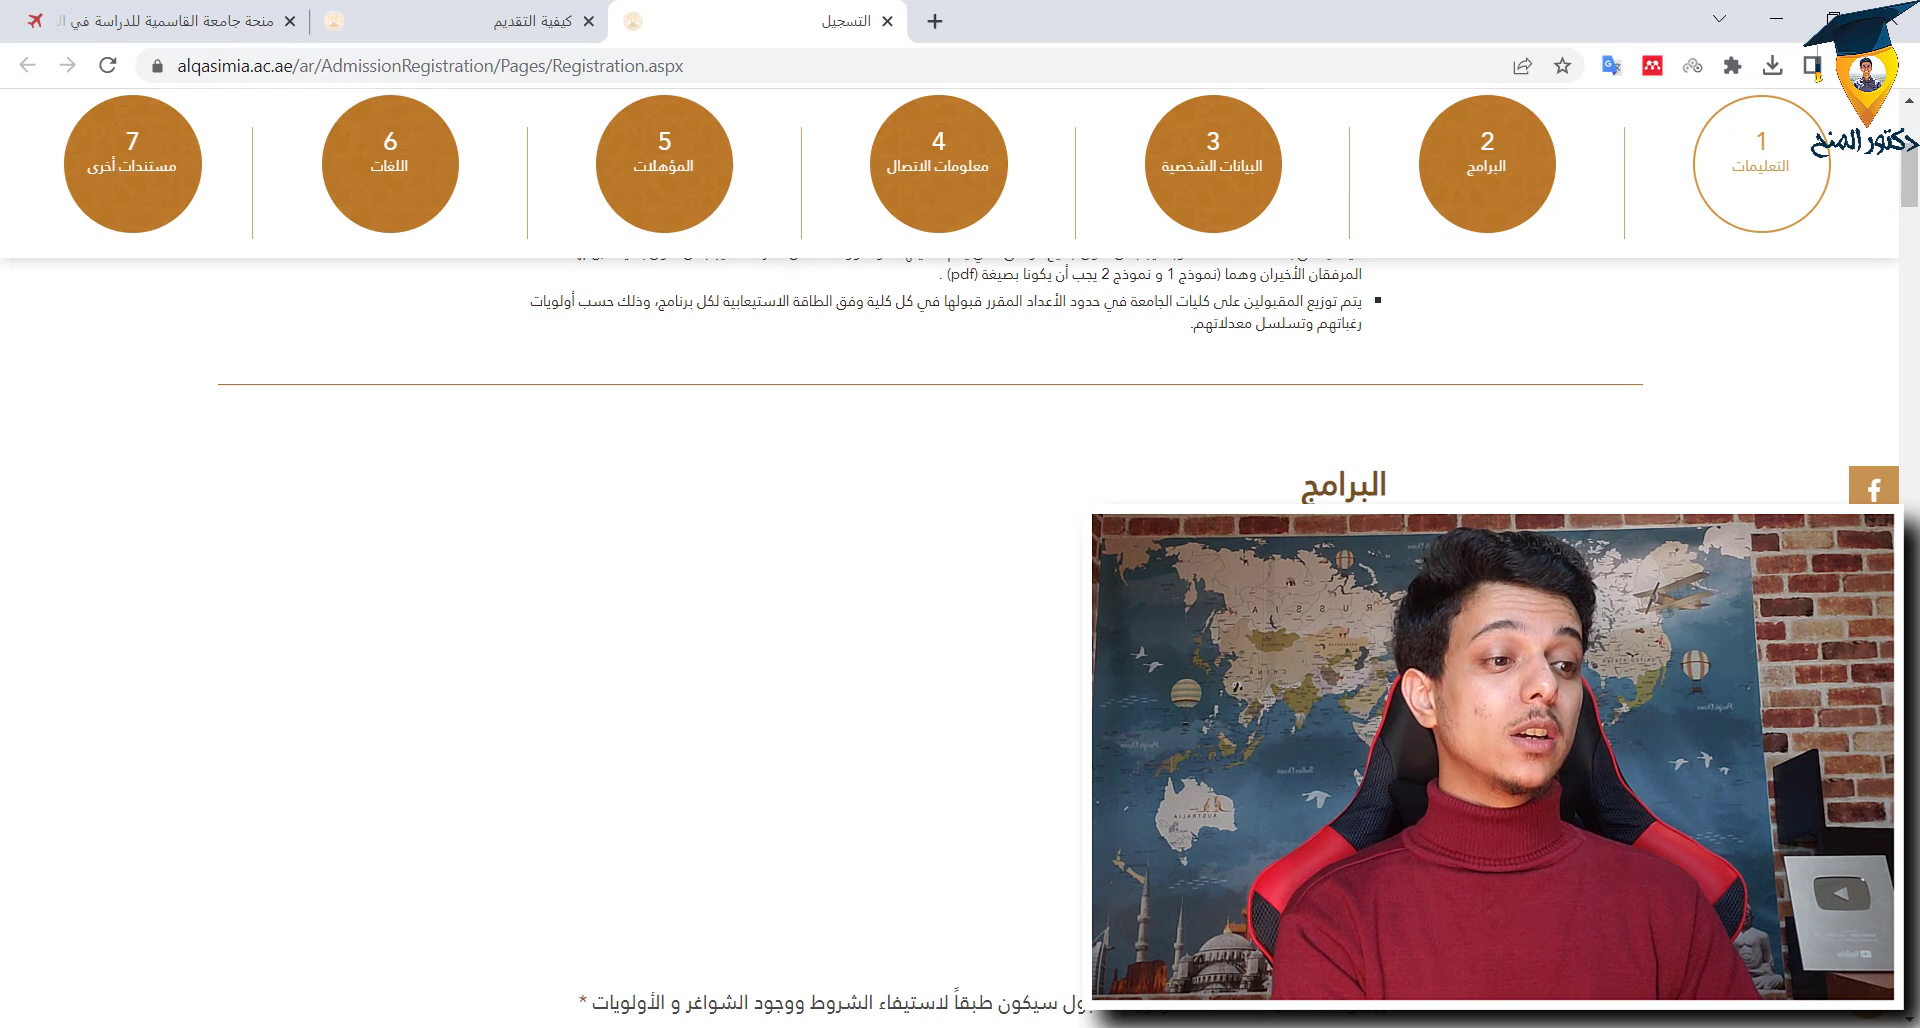 منحة جامعة القاسمية للدراسة في ال
كيفية التقديم
التسجيل
alqasimia.ac.ae/ar/AdmissionRegistration/Pages/Registration.aspx
دكتور المنح
1
التعليمات
2
البرامج
3
البيانات الشخصية
4
معلومات الاتصال
5
المؤهلات
6
اللغات
7
مستندات أخرى
المرفقان الأخيران وهما (نموذج 1 و نموذج 2 يجب أن يكونا بصيغة (pdf) .
يتم توزيع المقبولين على كليات الجامعة في حدود الأعداد المقرر قبولها في كل كلية وفق الطاقة الاستيعابية لكل برنامج، وذلك حسب أولويات
رغباتهم وتسلسل معدلاتهم.
البرامج
RUSSIA
CHINA
AUSTRALIA
سيكون طبقاً لاستيفاء الشروط ووجود الشواغر و الأولويات *